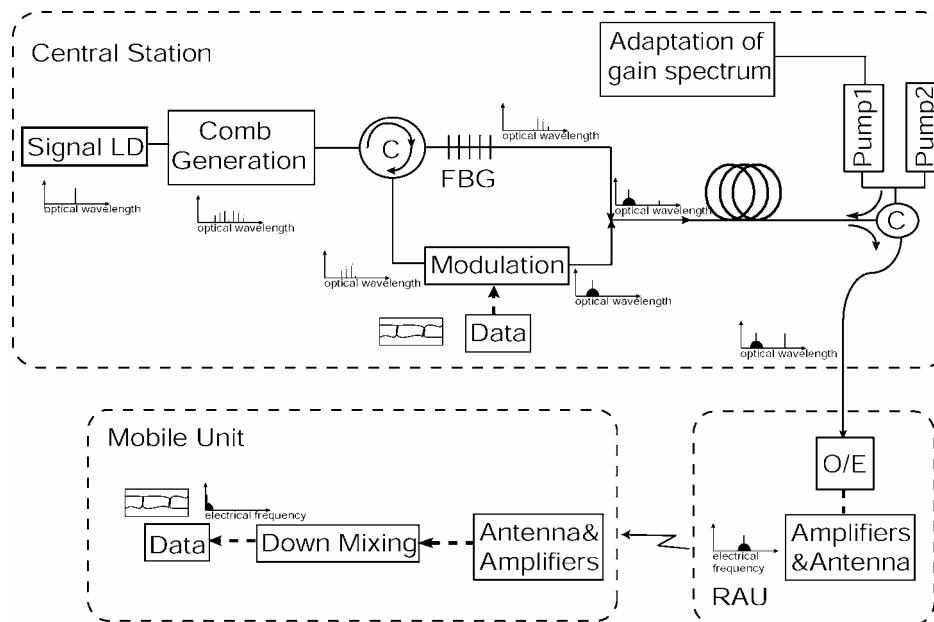 Central Station
Adaptation of
gain spectrum
Signal LD
Comb
Generation
C
FBG
optical wavelength
Pump1
Pump2
optical wavelength
optical wavelength
optical wavelength
C
optical wavelength
Modulation
optical wavelength
Data
optical wavelength
Mobile Unit
O/E
electrical frequency
Data
Down Mixing
Antenna&
Amplifiers
electrical
frequency
Amplifiers
&Antenna
RAU